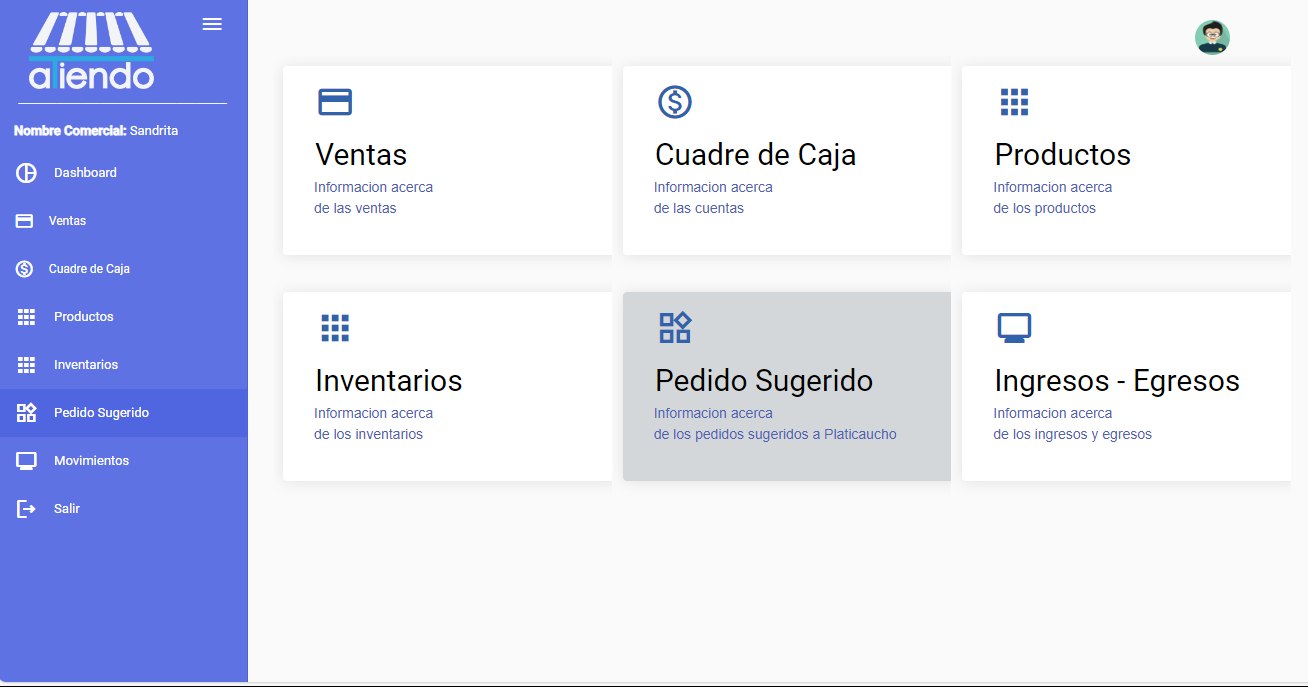 aTiendo
Nombre Comercial: Sandrita
Dashboard
Ventas
Cuadre de Caja
Productos
Inventarios
Pedido Sugerido
Movimientos
Salir
Ventas
Informacion acerca
de las ventas
Cuadre de Caja
Informacion acerca
de las cuentas
Productos
Informacion acerca
de los productos
Inventarios
Informacion acerca
de los inventarios
Pedido Sugerido
Informacion acerca
de los pedidos sugeridos a Platicaucho
Ingresos - Egresos
Informacion acerca
de los ingresos y egresos